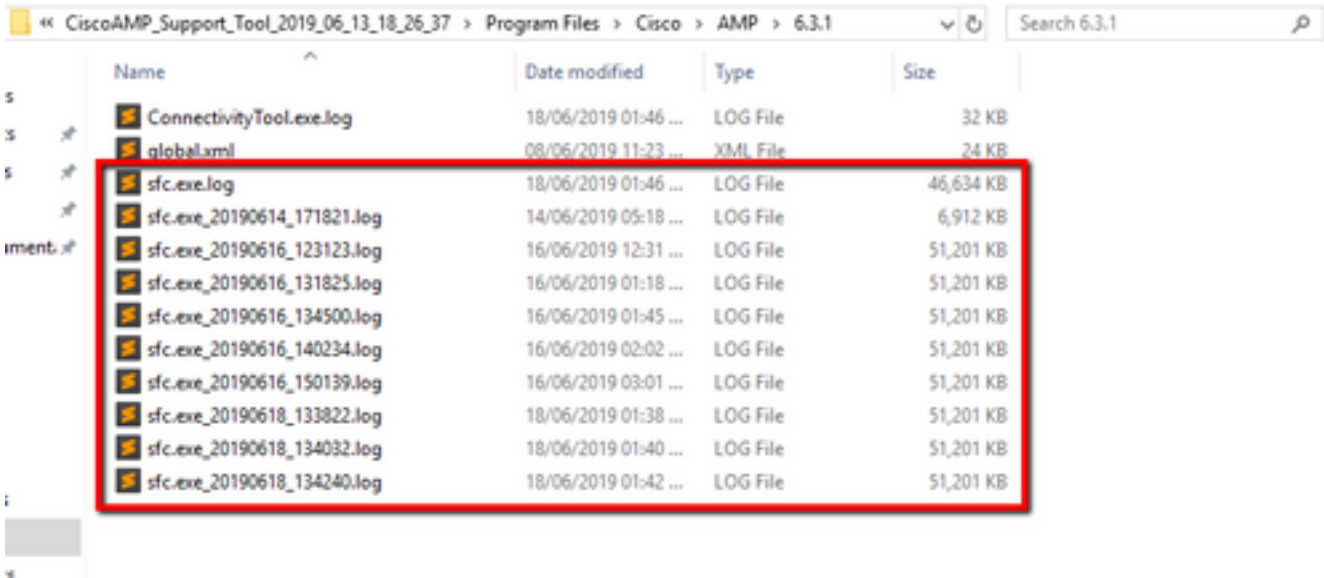 « CiscoAMP_Support_Tool_2019_06_13_18_26_37 > Program Files > Cisco > AMP > 6.3.1 Search 6.3.1
Name Date modified Type Size
ConnectivityTool.exe.log 18/06/2019 01:46 ... LOG File 32 KB
global.xml 08/06/2019 11:23 ... XML File 24 KB
sfc.exe.log 18/06/2019 01:46 ... LOG File 46,634 KB
sfc.exe_20190614_171821.log 14/06/2019 05:18 ... LOG File 6,912 KB
sfc.exe_20190616_123123.log 16/06/2019 12:31 ... LOG File 51,201 KB
sfc.exe_20190616_131825.log 16/06/2019 01:18 ... LOG File 51,201 KB
sfc.exe_20190616_134500.log 16/06/2019 01:45 ... LOG File 51,201 KB
sfc.exe_20190616_140234.log 16/06/2019 02:02 ... LOG File 51,201 KB
sfc.exe_20190616_150139.log 16/06/2019 03:01 ... LOG File 51,201 KB
sfc.exe_20190618_133822.log 18/06/2019 01:38 ... LOG File 51,201 KB
sfc.exe_20190618_134032.log 18/06/2019 01:40 ... LOG File 51,201 KB
sfc.exe_20190618_134240.log 18/06/2019 01:42 ... LOG File 51,201 KB